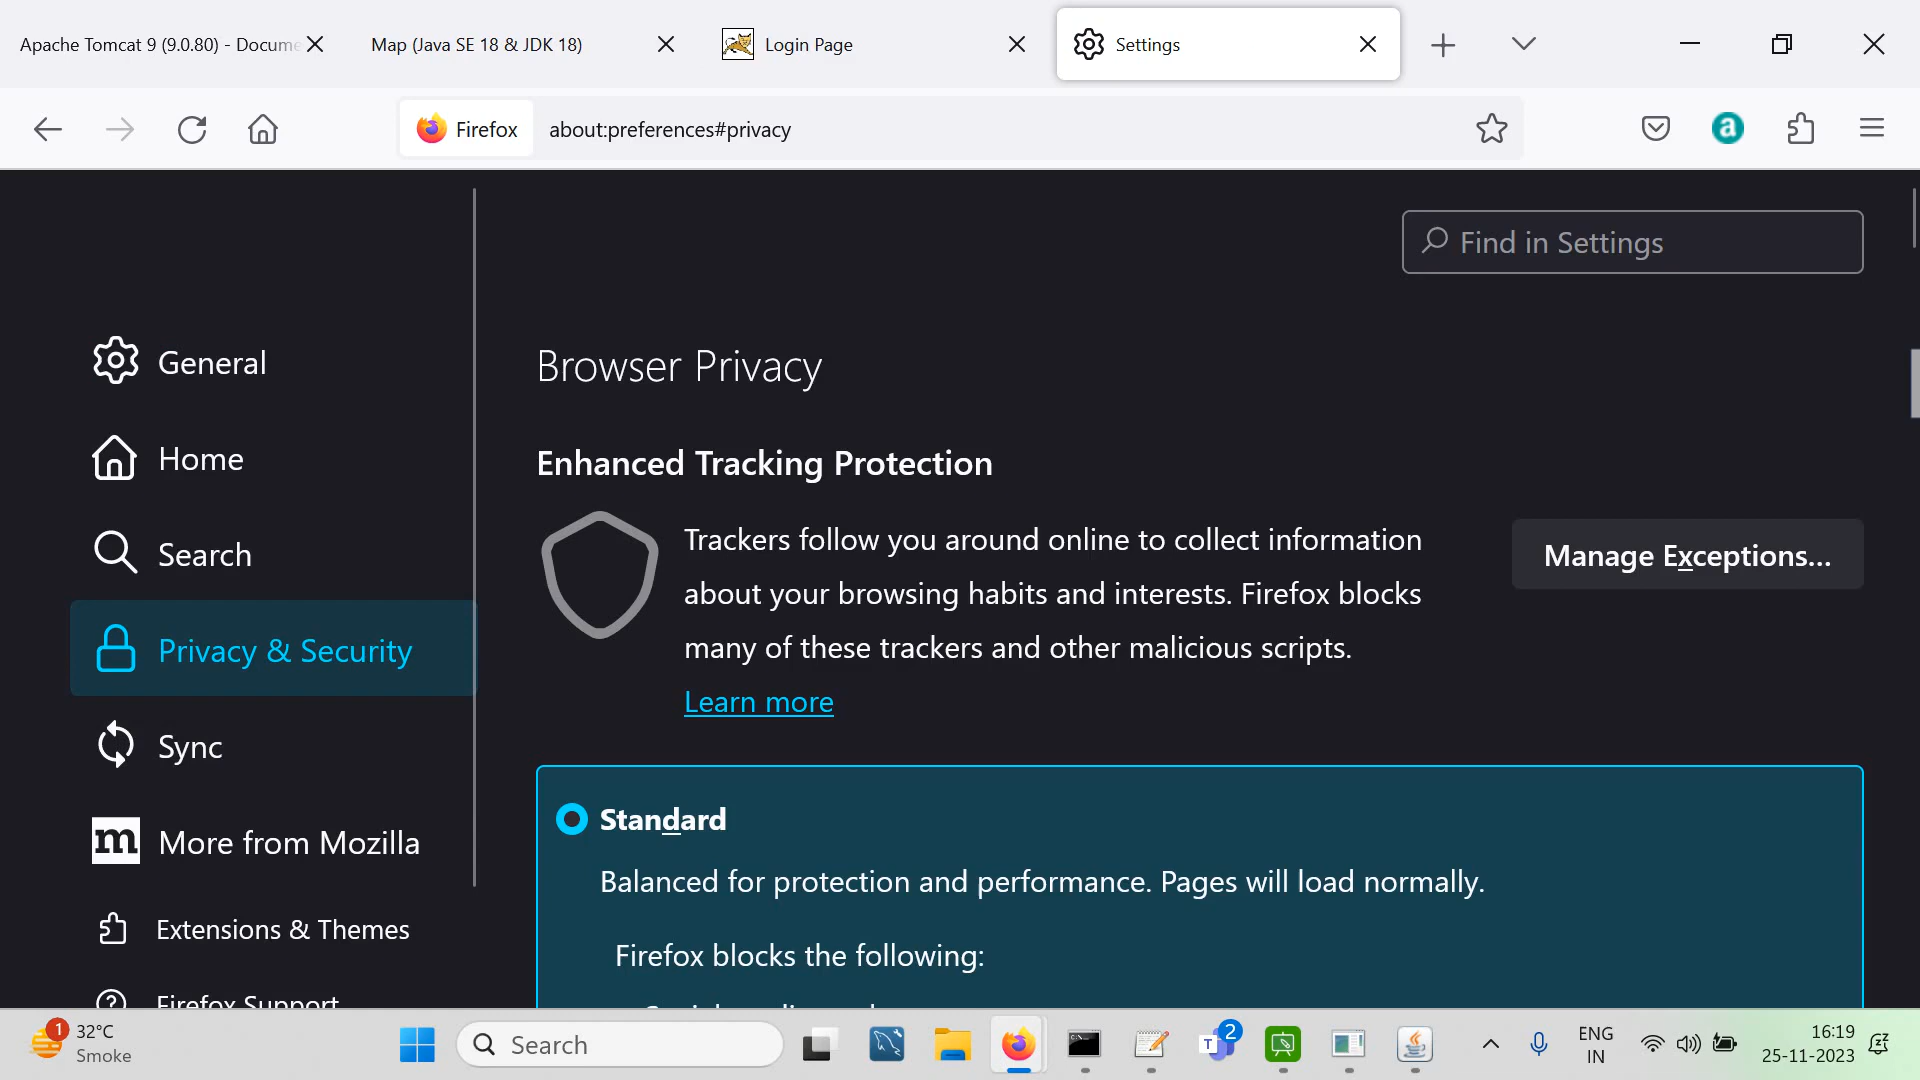 Apache Tomcat 9 (9.0.80) - Docume
Map (Java SE 18 & JDK 18)
Login Page
Settings
Firefox
about:preferences#privacy
a
Find in Settings
General
Home
Search
Privacy & Security
Sync
m More from Mozilla
Extensions & Themes
Firefox Support
Browser Privacy
Enhanced Tracking Protection
Trackers follow you around online to collect information
about your browsing habits and interests. Firefox blocks
many of these trackers and other malicious scripts.
Learn more
Manage Exceptions...
Standard
Balanced for protection and performance. Pages will load normally.
Firefox blocks the following:
1
32°C
Smoke
Search
T
2
ENG
IN
16:19
25-11-2023